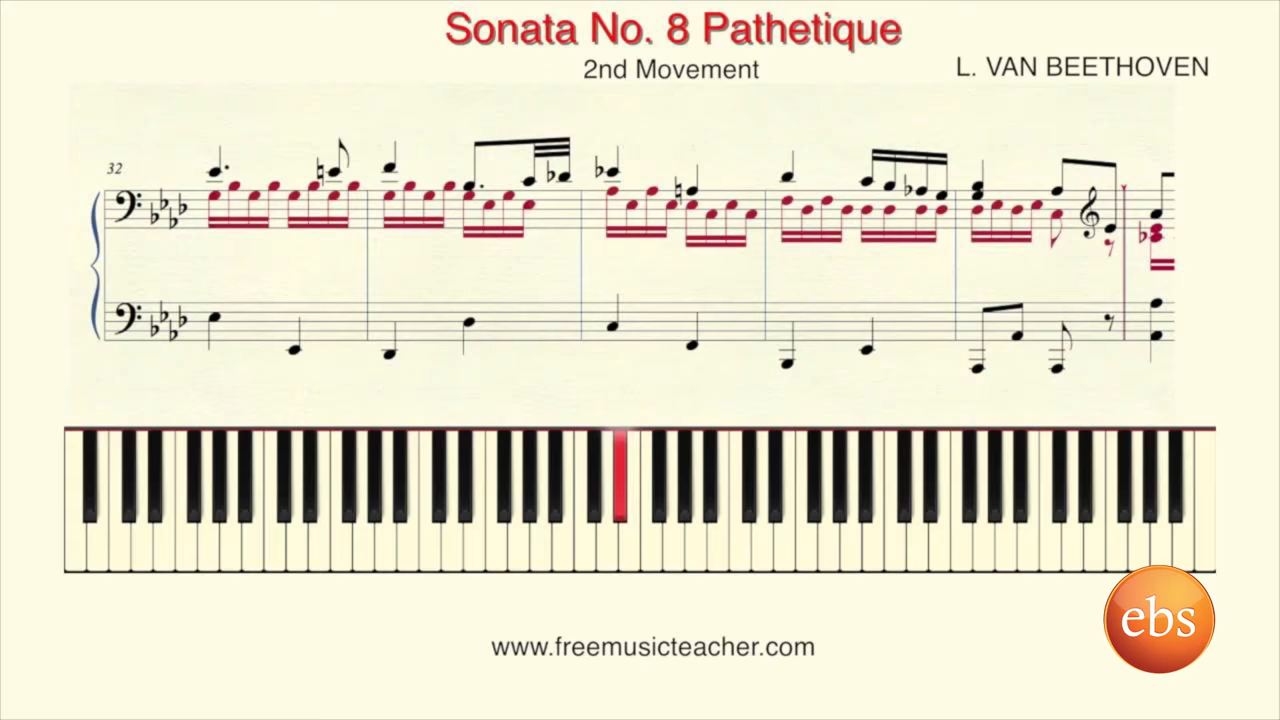 Sonata No. 8 Pathetique
2nd Movement
L. VAN BEETHOVEN
32
www.freemusicteacher.com
ebs